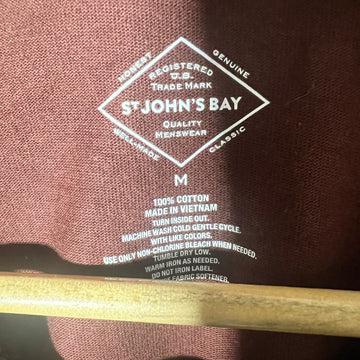 HONEST
GENUINE
REGISTERED
U.S.
TRADE MARK
ST JOHN'S BAY
QUALITY
MENSWEAR
WELL-MADE
CLASSIC
M
100% COTTON
MADE IN VIETNAM
TURN INSIDE OUT.
MACHINE WASH COLD GENTLE CYCLE.
WITH LIKE COLORS.
USE ONLY NON-CHLORINE BLEACH WHEN NEEDED.
TUMBLE DRY LOW.
WARM IRON AS NEEDED,
DO NOT IRON LABEL.
FABRIC SOFTENER